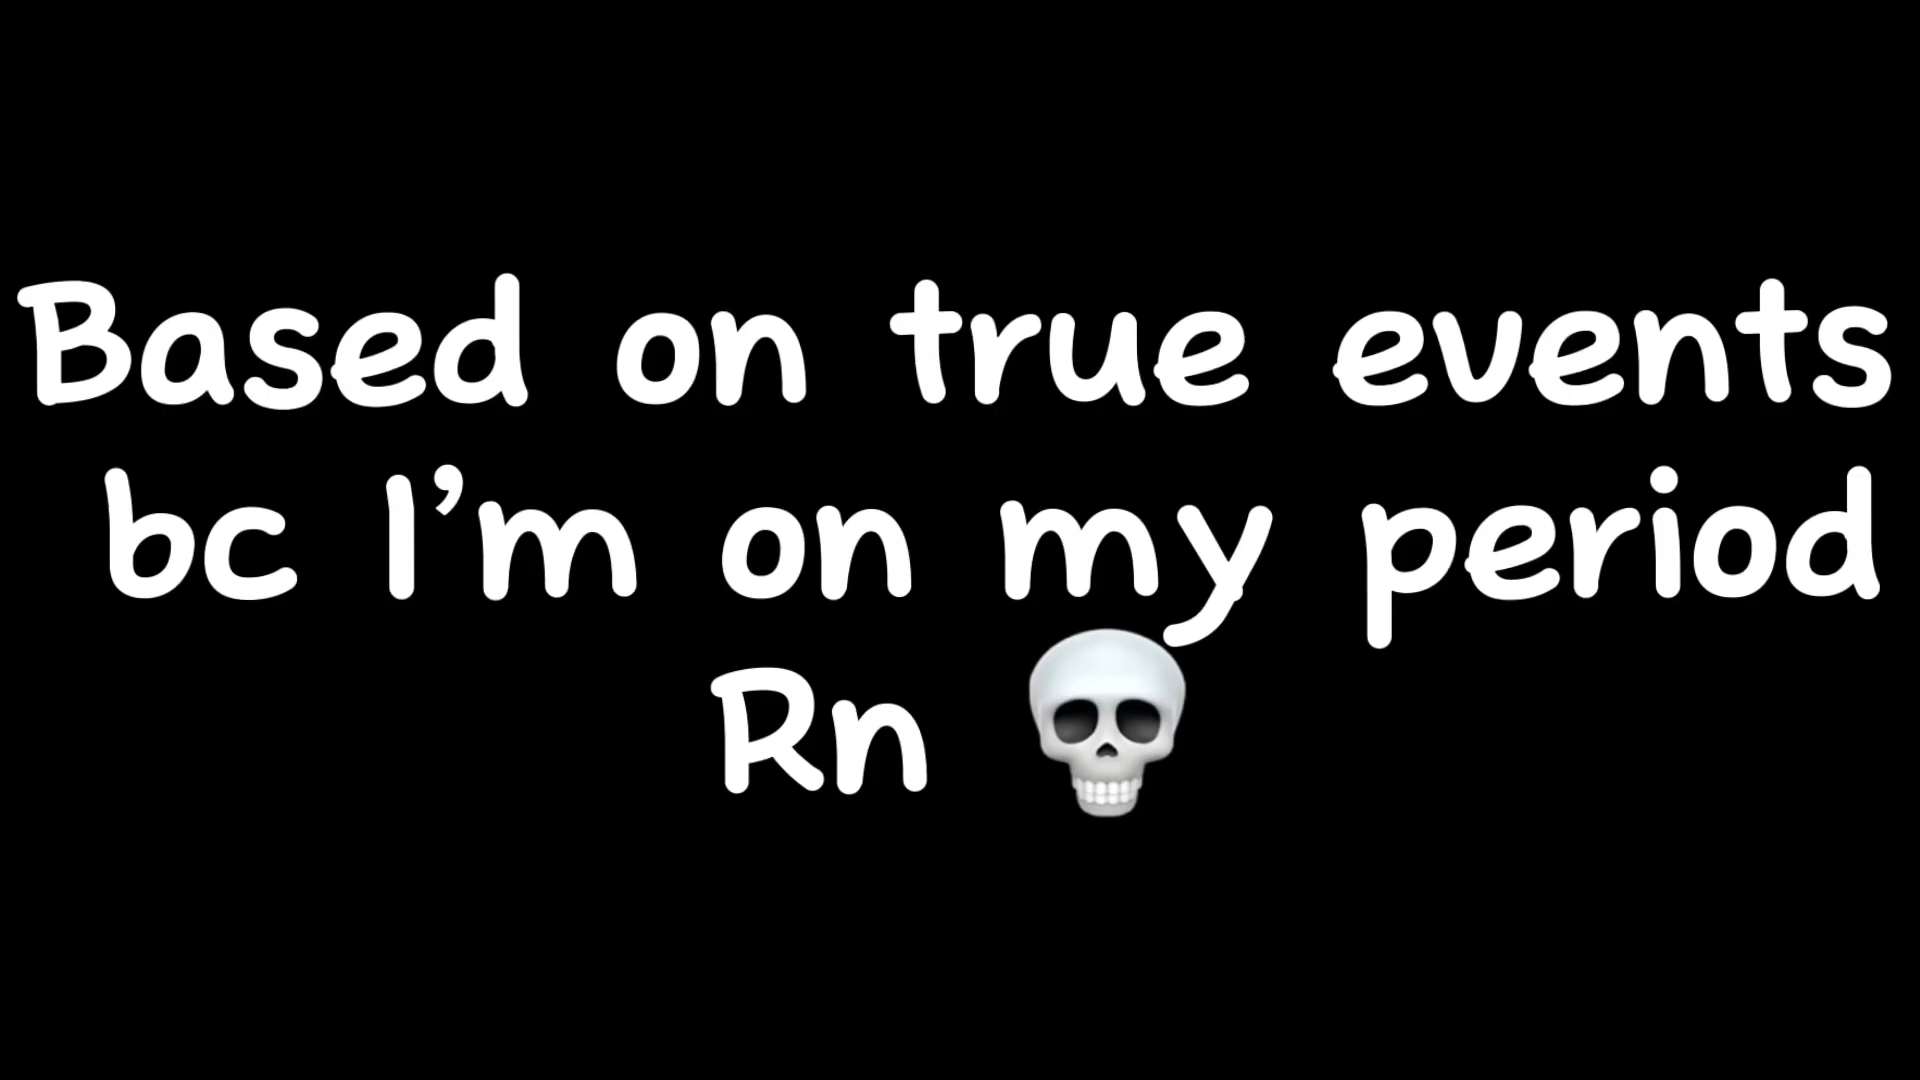 Based on true events
bc I’m on my period
Rn 💀